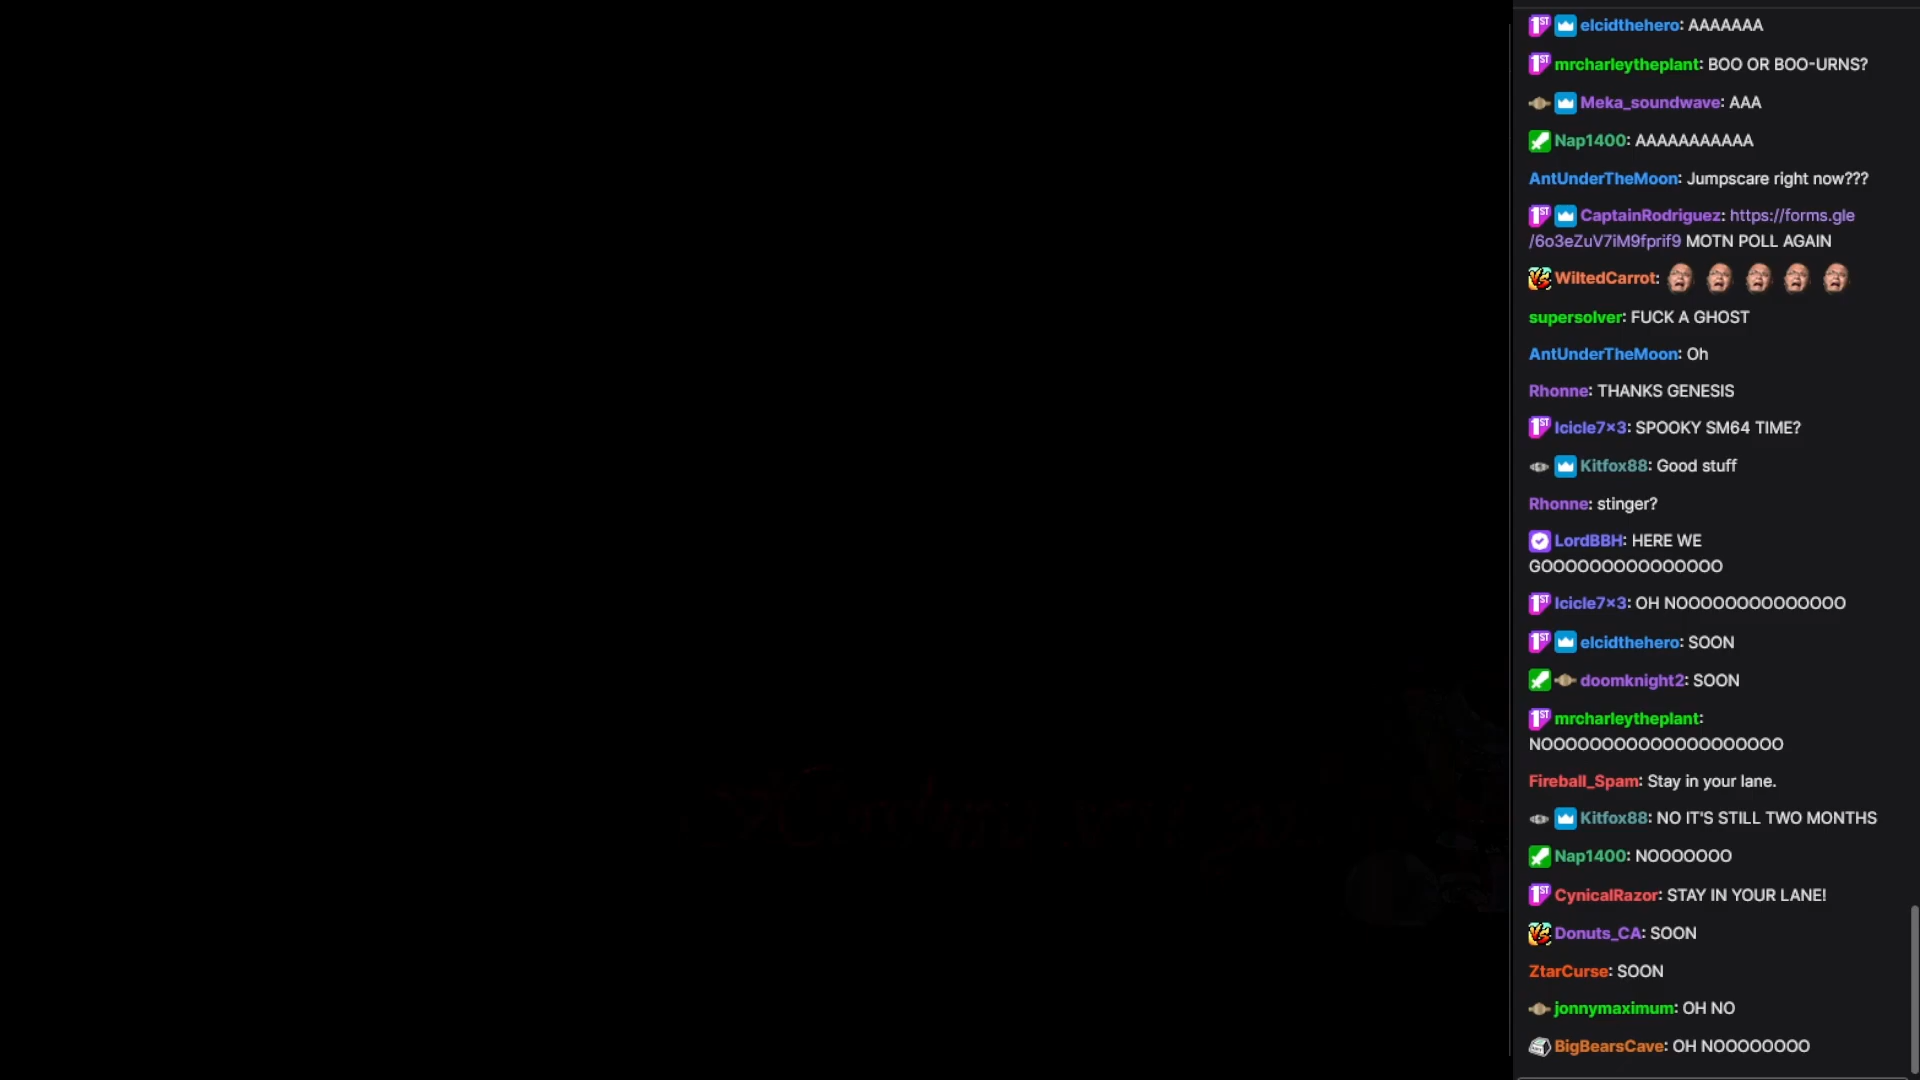 elcidthehero: AAAAAAA
mrcharleytheplant: BOO OR BOO-URNS?
Meka_soundwave: AAA
Nap1400: AAAAAAAAAAA
AntUnderTheMoon: Jumpscare right now???
CaptainRodriguez: https://forms.gle
/6o3eZuV7iM9fprif9 MOTN POLL AGAIN
WiltedCarrot:
supersolver: FUCK A GHOST
AntUnderTheMoon: Oh
Rhonne: THANKS GENESIS
Icicle7x3: SPOOKY SM64 TIME?
Kitfox88: Good stuff
Rhonne: stinger?
LordBBH: HERE WE
GOOOOOOOOOOOOOOO
Icicle7x3: OH NOOOOOOOOOOOOOO
elcidthehero: SOON
doomknight2: SOON
mrcharleytheplant:
NOOOOOOOOOOOOOOOOOOOO
Fireball_Spam: Stay in your lane.
Kitfox88: NO IT'S STILL TWO MONTHS
Nap1400: NOOOOOOO
CynicalRazor: STAY IN YOUR LANE!
Donuts_CA: SOON
ZtarCurse: SOON
jonnymaximum: OH NO
BigBearsCave: OH NOOOOOOOO